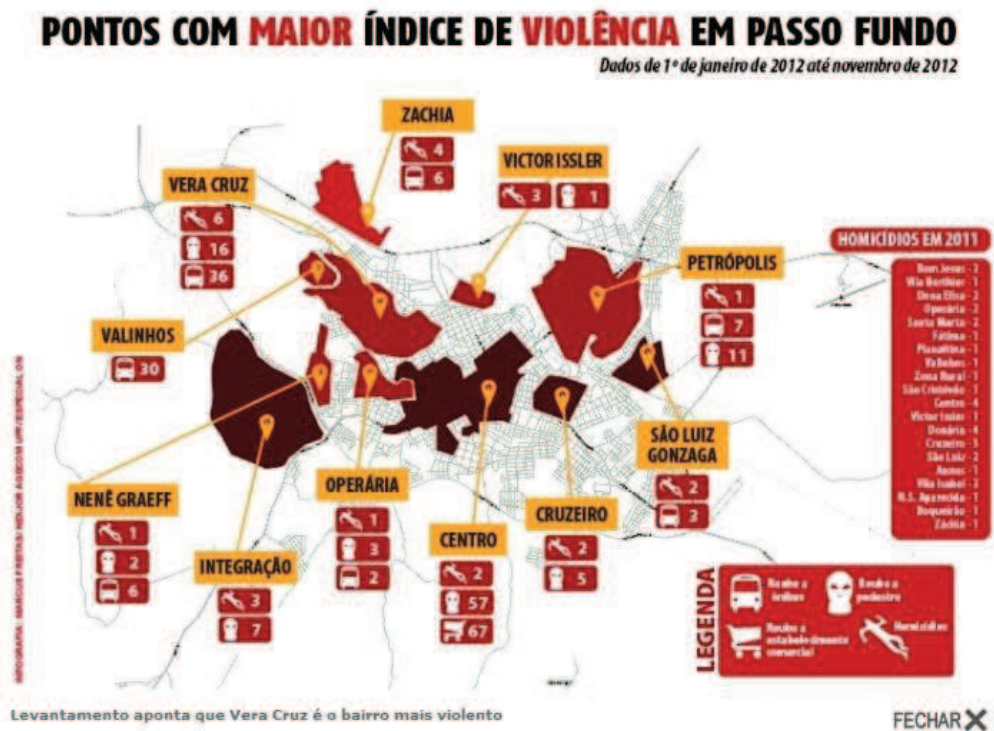 PONTOS COM MAIOR ÍNDICE DE VIOLÊNCIA EM PASSO FUNDO
Dados de 1º de janeiro de 2012 até novembro de 2012
ZACHIA
4
6
VICTOR ISSLER
3 1
VERA CRUZ
6
16
36
PETRÓPOLIS
1
7
11
VALINHOS
30
HOMICÍDIOS EM 2011
Bom Jesus - 2
Vila Berthier - 1
Dona Elisa - 2
Operária - 2
Santa Marta - 2
Fátima - 1
Planaltina - 1
Valinhos - 1
Zona Rural - 1
São Cristóvão -
Centro - 4
Victor Issler - 1
Donária - 4
Cruzeiro -
São Luiz - 2
- 1
Vila Isabel - 2
N.S. Aparecida - 1
Boqueirão - 1
Záchia - 1
NENÊ GRAEFF
1
2
6
INTEGRAÇÃO
3
7
OPERÁRIA
1
3
2
CENTRO
2
57
67
CRUZEIRO
2
5
SÃO LUIZ
GONZAGA
2
3
LEGENDA
Roubo a
ônibus
Roubo a
pedestre
Roubo a
estabelecimento
comercial
Homicídios
INFOGRAFIA: MARCUS FREITAS/
Levantamento aponta que Vera Cruz é o bairro mais violento
FECHAR X